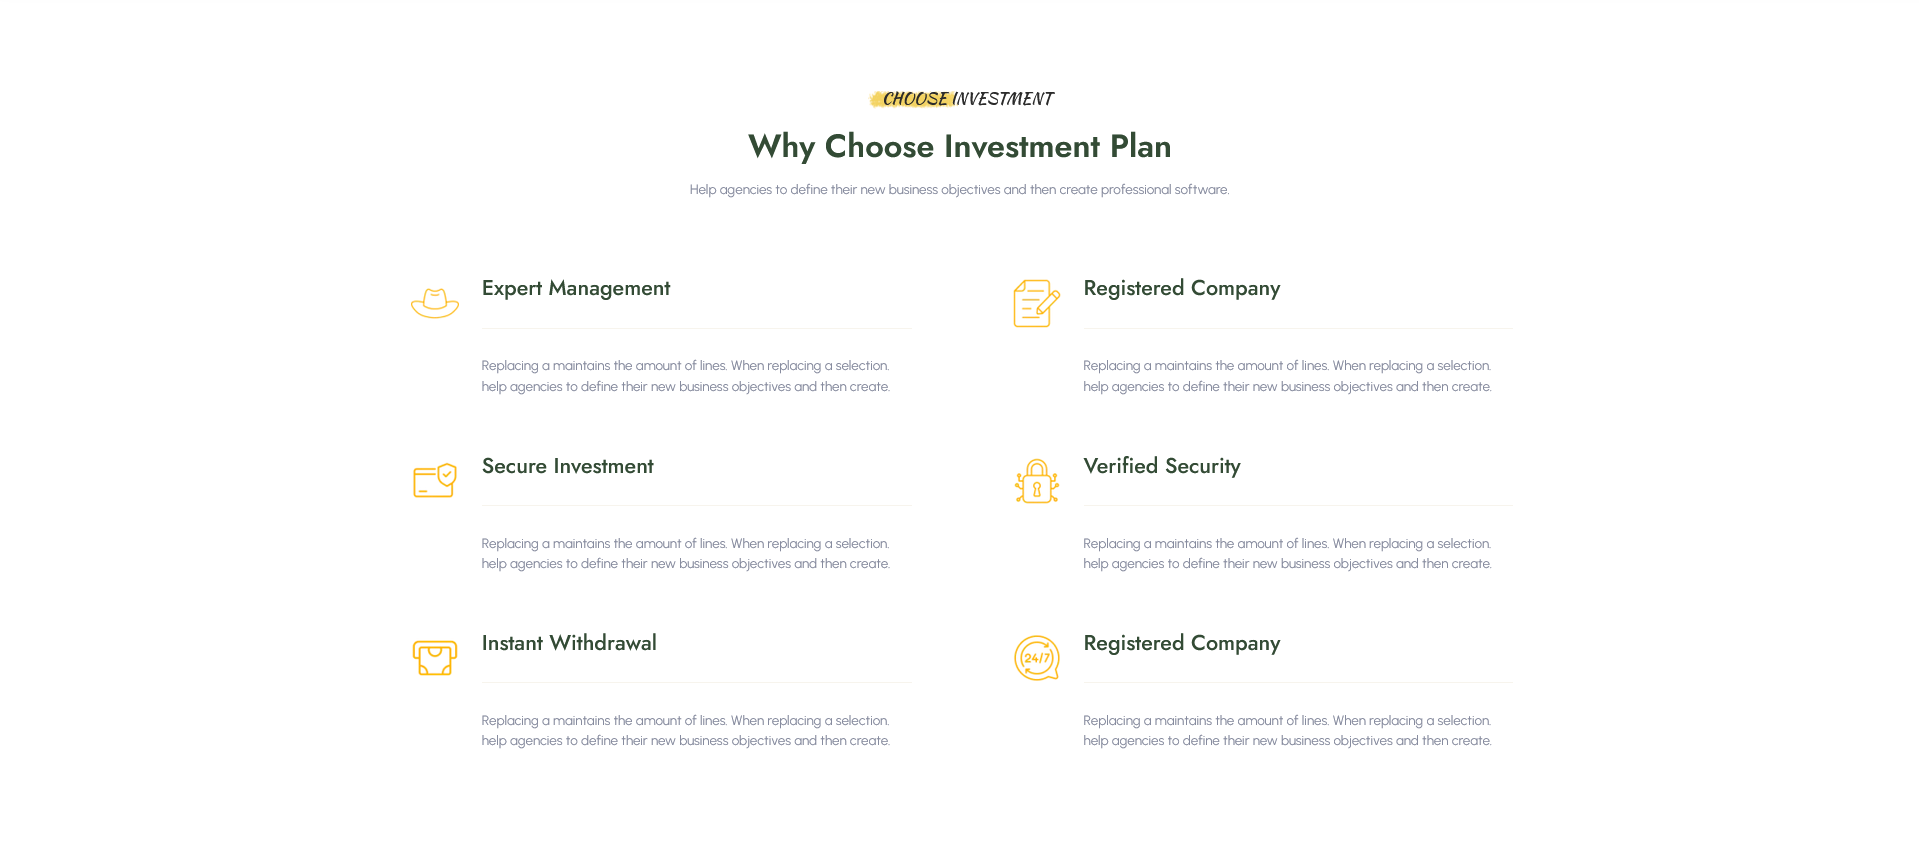 CHOOSE INVESTMENT
Why Choose Investment Plan
Help agencies to define their new business objectives and then create professional software.
Expert Management
Replacing a maintains the amount of lines. When replacing a selection.
help agencies to define their new business objectives and then create.
Registered Company
Replacing a maintains the amount of lines. When replacing a selection.
help agencies to define their new business objectives and then create.
Secure Investment
Replacing a maintains the amount of lines. When replacing a selection.
help agencies to define their new business objectives and then create.
Verified Security
Replacing a maintains the amount of lines. When replacing a selection.
help agencies to define their new business objectives and then create.
Instant Withdrawal
Replacing a maintains the amount of lines. When replacing a selection.
help agencies to define their new business objectives and then create.
24/7
Registered Company
Replacing a maintains the amount of lines. When replacing a selection.
help agencies to define their new business objectives and then create.